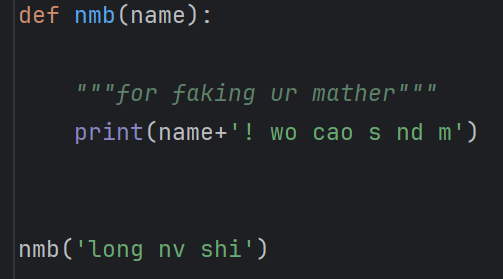 def nmb(name):
"""for faking ur mather"""
print(name+'! wo cao s nd m')
nmb('long nv shi')